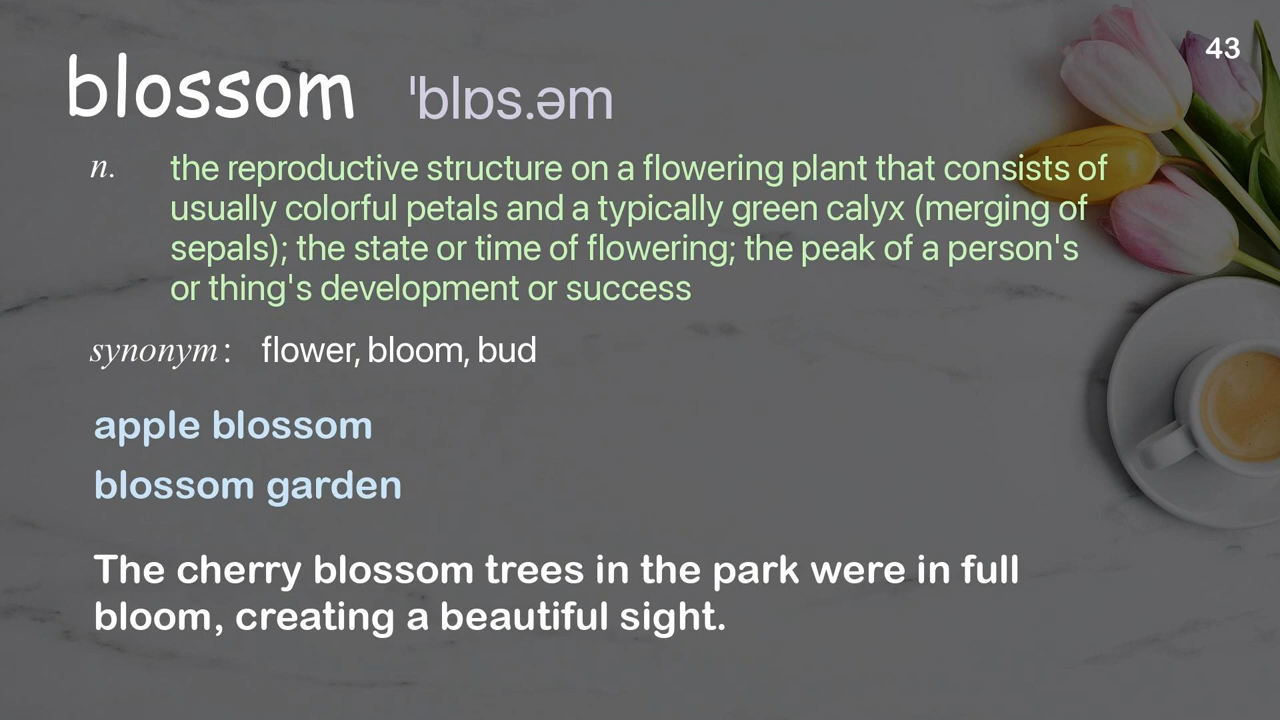 43
blossom ˈblɒs.əm
n. the reproductive structure on a flowering plant that consists of
usually colorful petals and a typically green calyx (merging of
sepals); the state or time of flowering; the peak of a person's
or thing's development or success
synonym: flower, bloom, bud
apple blossom
blossom garden
The cherry blossom trees in the park were in full
bloom, creating a beautiful sight.